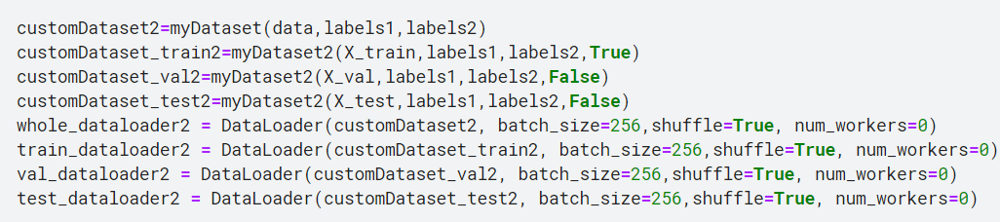 customDataset2=myDataset(data,labels1,labels2)
customDataset_train2=myDataset2(X_train,labels1,labels2,True)
customDataset_val2=myDataset2(X_val,labels1,labels2,False)
customDataset_test2=myDataset2(X_test,labels1,labels2,False)
whole_dataloader2 = DataLoader(customDataset2, batch_size=256,shuffle=True, num_workers=0)
train_dataloader2 = DataLoader(customDataset_train2, batch_size=256,shuffle=True, num_workers=0)
val_dataloader2 = DataLoader(customDataset_val2, batch_size=256,shuffle=True, num_workers=0)
test_dataloader2 = DataLoader(customDataset_test2, batch_size=256,shuffle=True, num_workers=0)